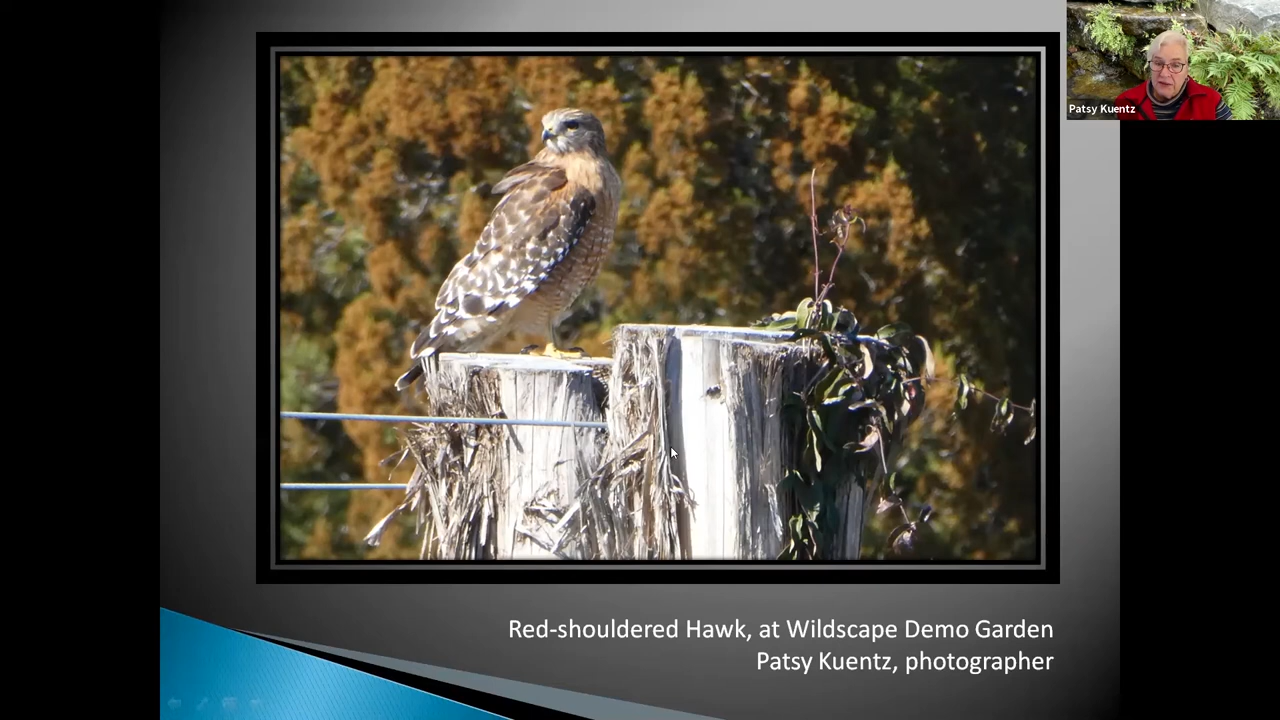 Patsy Kuentz
Red-shouldered Hawk, at Wildscape Demo Garden
Patsy Kuentz, photographer